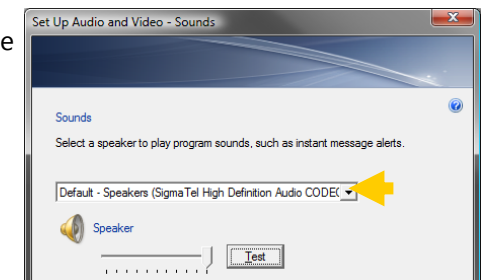 Set Up Audio and Video - Sounds
e
Sounds
Select a speaker to play program sounds, such as instant message alerts.
Default - Speakers (SigmaTel High Definition Audio CODEC
Speaker
Test